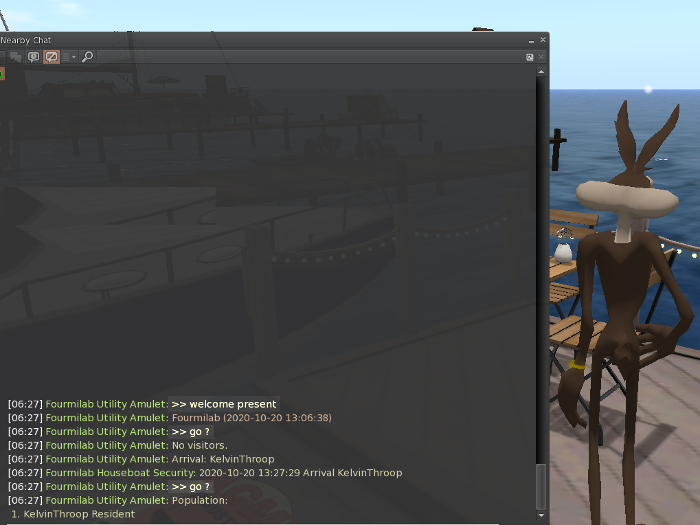 Nearby Chat
[06:27] Fourmilab Utility Amulet: >> welcome present
[06:27] Fourmilab Utility Amulet: Fourmilab (2020-10-20 13:06:38)
[06:27] Fourmilab Utility Amulet: >> go ?
[06:27] Fourmilab Utility Amulet: No visitors.
[06:27] Fourmilab Utility Amulet: Arrival: KelvinThroop
[06:27] Fourmilab Houseboat Security: 2020-10-20 13:27:29 Arrival KelvinThroop
[06:27] Fourmilab Utility Amulet: >> go ?
[06:27] Fourmilab Utility Amulet: Population:
1. KelvinThroop Resident